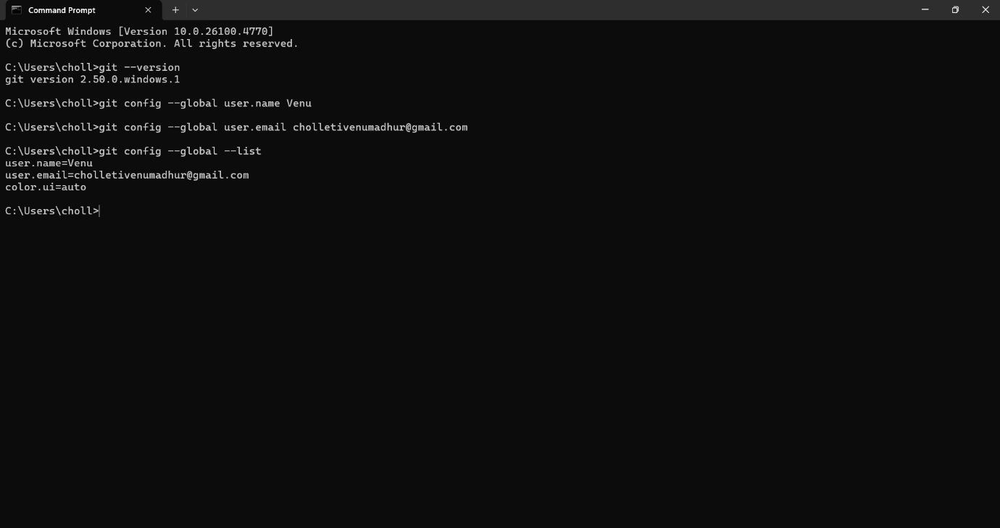 Command Prompt
Microsoft Windows [Version 10.0.26100.4770]
(c) Microsoft Corporation. All rights reserved.
C:\Users\choll>git --version
git version 2.50.0.windows.1
C:\Users\choll>git config --global user.name Venu
C:\Users\choll>git config --global user.email cholletivenumadhur@gmail.com
C:\Users\choll>git config --global --list
user.name=Venu
user.email=cholletivenumadhur@gmail.com
color.ui=auto
C:\Users\choll>